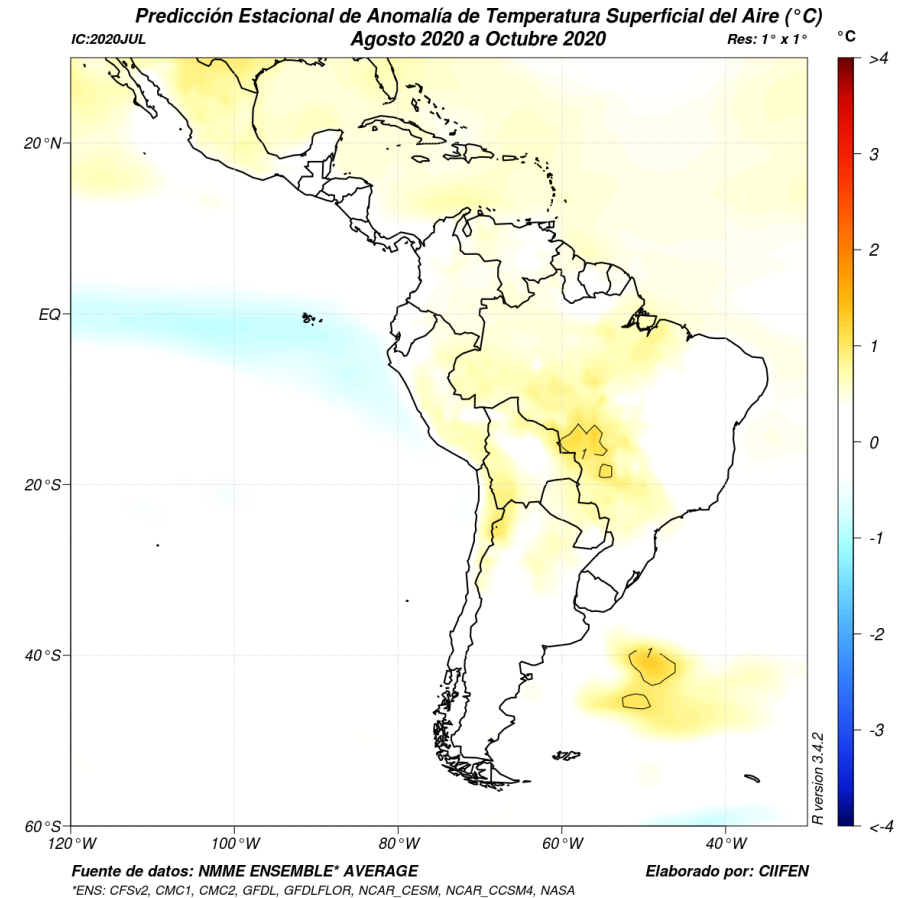 Predicción Estacional de Anomalía de Temperatura Superficial del Aire (°C)
IC:2020JUL
Agosto 2020 a Octubre 2020
Res: 1° x 1°
°C
>4
3
2
1
0
-1
-2
-3
<-4
20°N
EQ
20°S
40°S
60°S
120°W
100°W
80°W
60°W
40°W
1
1
R version 3.4.2
Fuente de datos: NMME ENSEMBLE* AVERAGE
Elaborado por: CIIFEN
*ENS: CFSv2, CMC1, CMC2, GFDL, GFDLFLOR, NCAR_CESM, NCAR_CCSM4, NASA